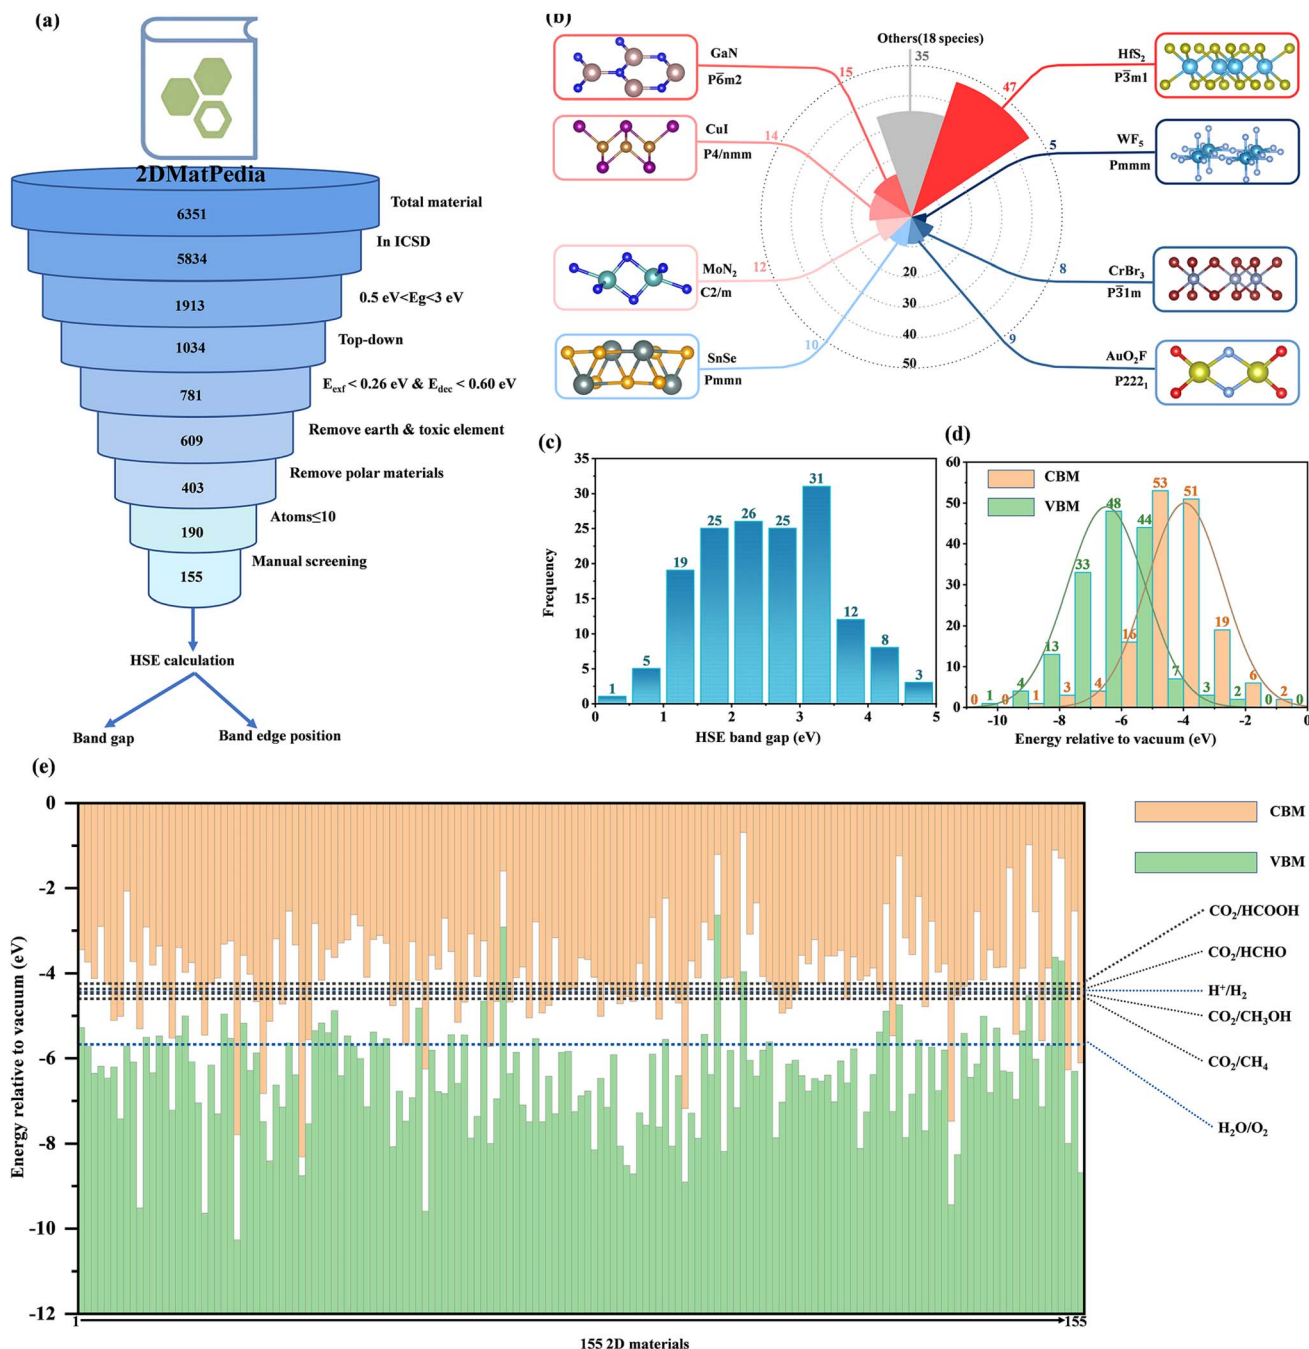 (a)
2DMatPedia
6351
Total material
5834
In ICSD
1913
0.5 eV<Eg<3 eV
1034
Top-down
781
E_exf < 0.26 eV & E_dec < 0.60 eV
609
Remove earth & toxic element
403
Remove polar materials
190
Atoms≤10
155
Manual screening
HSE calculation
Band gap
Band edge position
(b)
Others(18 species)
35
GaN
P6̅m2
15
CuI
P4/nmm
14
MoN₂
C2/m
12
SnSe
Pmmn
10
HfS₂
P3̅m1
47
WF₅
Pmmm
5
CrBr₃
P3̅1m
8
AuO₂F
P222₁
9
20
30
40
50
(c)
Frequency
35
30
25
20
15
10
5
0
1
5
19
25
26
25
31
12
8
3
0
1
2
3
4
5
HSE band gap (eV)
(d)
CBM
VBM
60
50
40
30
20
10
0
0
1
0
4
1
13
3
33
4
48
16
44
53
7
51
3
19
2
6
0
2
0
-10
-8
-6
-4
-2
0
Energy relative to vacuum (eV)
(e)
Energy relative to vacuum (eV)
0
-2
-4
-6
-8
-10
-12
1
155
155 2D materials
CBM
VBM
CO₂/HCOOH
CO₂/HCHO
H⁺/H₂
CO₂/CH₃OH
CO₂/CH₄
H₂O/O₂